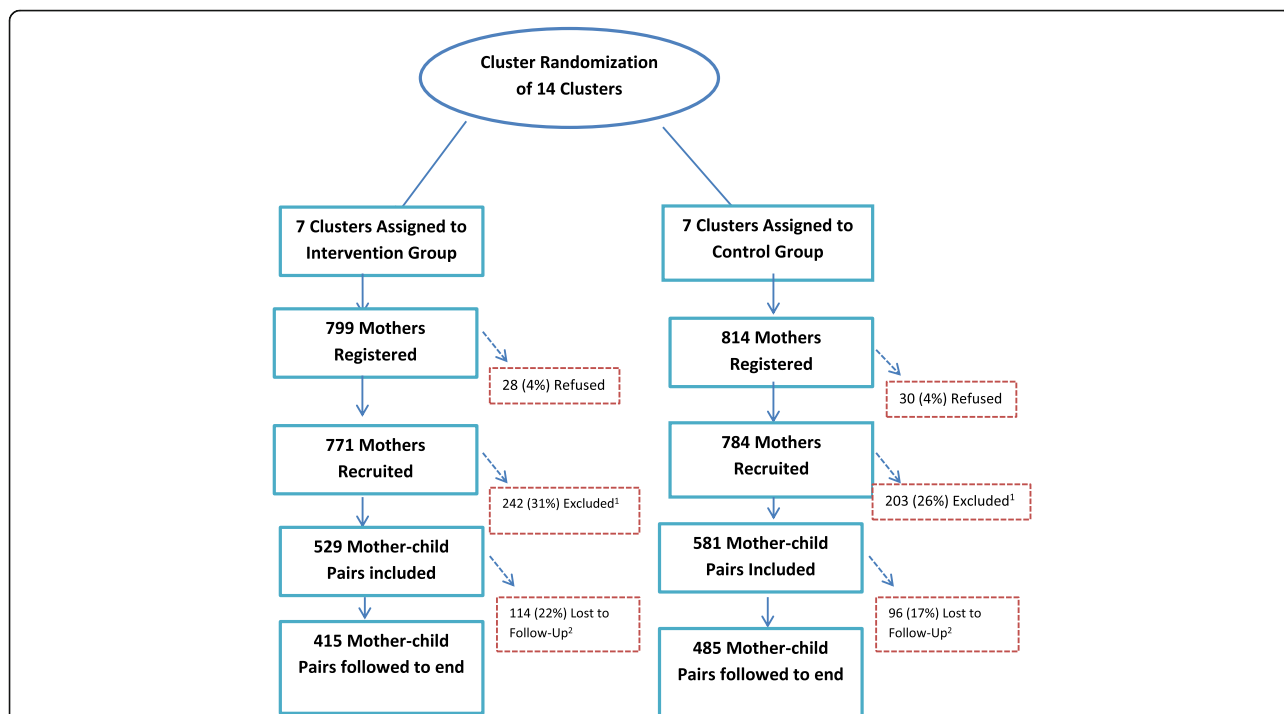 Cluster Randomization
of 14 Clusters
7 Clusters Assigned to
Intervention Group
7 Clusters Assigned to
Control Group
799 Mothers
Registered
814 Mothers
Registered
28 (4%) Refused
30 (4%) Refused
771 Mothers
Recruited
784 Mothers
Recruited
242 (31%) Excluded¹
203 (26%) Excluded¹
529 Mother-child
Pairs included
581 Mother-child
Pairs Included
114 (22%) Lost to
Follow-Up²
96 (17%) Lost to
Follow-Up²
415 Mother-child
Pairs followed to end
485 Mother-child
Pairs followed to end